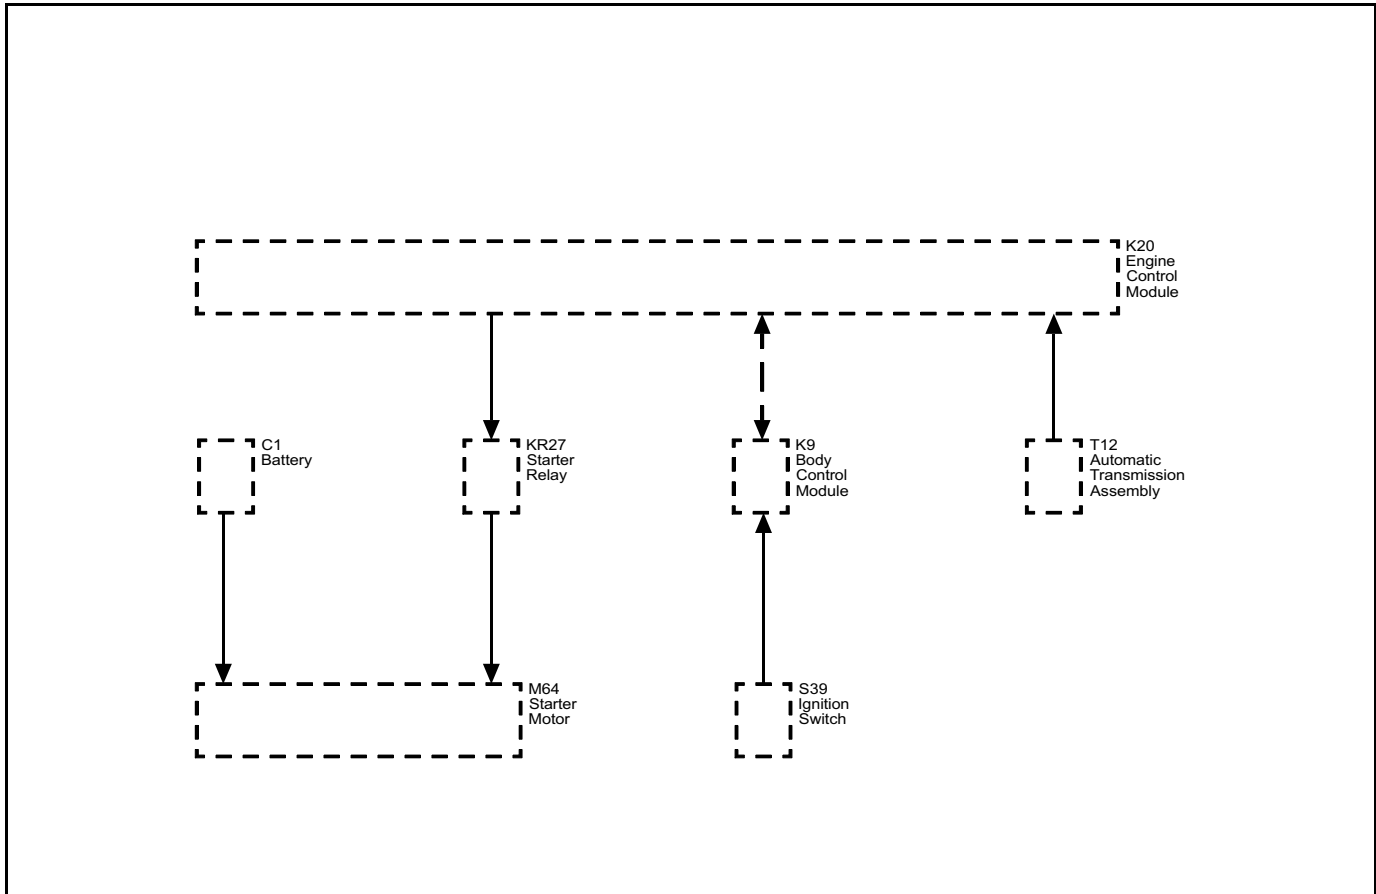 K20
Engine
Control
Module
C1
Battery
KR27
Starter
Relay
K9
Body
Control
Module
T12
Automatic
Transmission
Assembly
M64
Starter
Motor
S39
Ignition
Switch